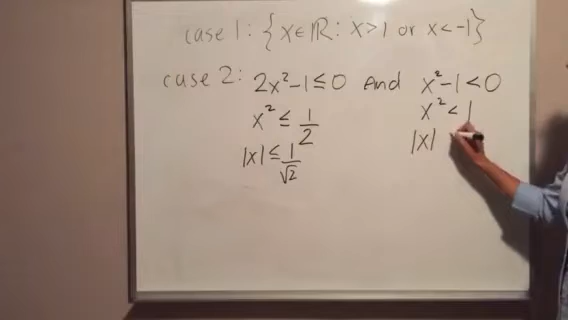 case 1: {x∈ℝ: x>1 or x<-1}
case 2: 2x²-1≤0 And x²-1<0
x² ≤ 1/2 x² < 1
|x| ≤ 1/√2 |x|